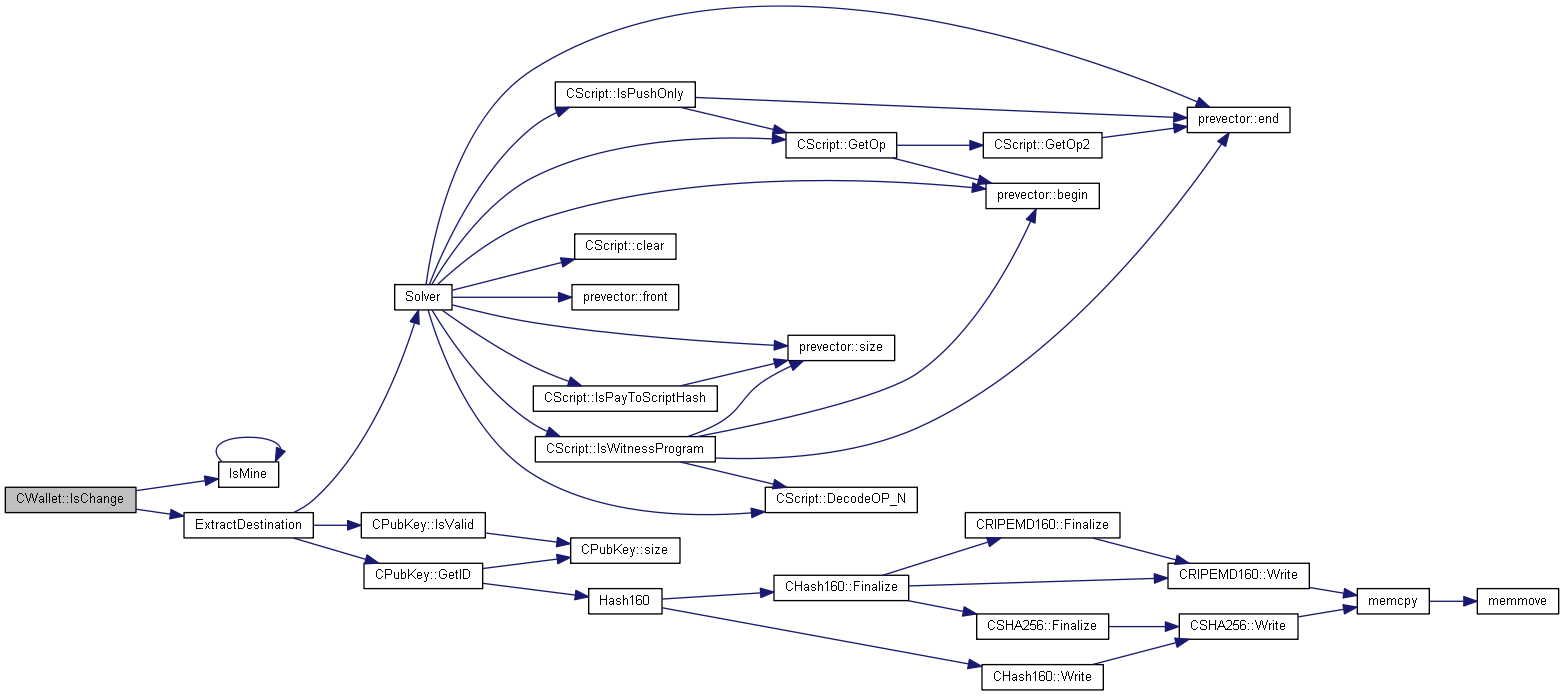 CScript::IsPushOnly
prevector::end
CScript::GetOp
CScript::GetOp2
prevector::begin
CScript::clear
Solver
prevector::front
prevector::size
CScript::IsPayToScriptHash
CScript::IsWitnessProgram
IsMine
CWallet::IsChange
CScript::DecodeOP_N
ExtractDestination
CPubKey::IsValid
CRIPEMD160::Finalize
CPubKey::size
CPubKey::GetID
CRIPEMD160::Write
CHash160::Finalize
Hash160
memcpy
memmove
CSHA256::Finalize
CSHA256::Write
CHash160::Write